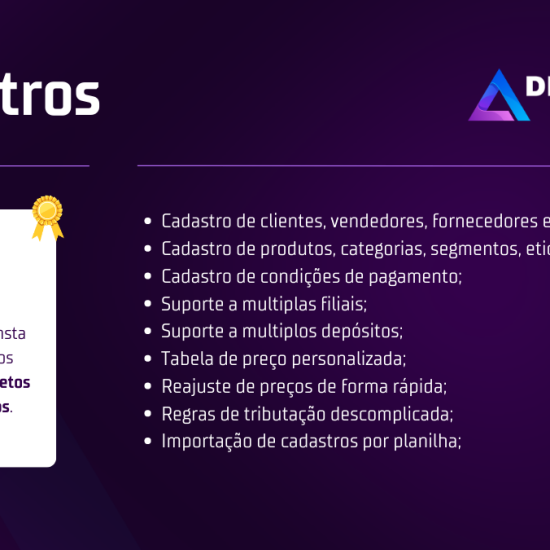 tros
D
nsta
os
etos
os.
Cadastro de clientes, vendedores, fornecedores e
Cadastro de produtos, categorias, segmentos, eti
Cadastro de condições de pagamento;
Suporte a multiplas filiais;
Suporte a multiplos depósitos;
Tabela de preço personalizada;
Reajuste de preços de forma rápida;
Regras de tributação descomplicada;
Importação de cadastros por planilha;